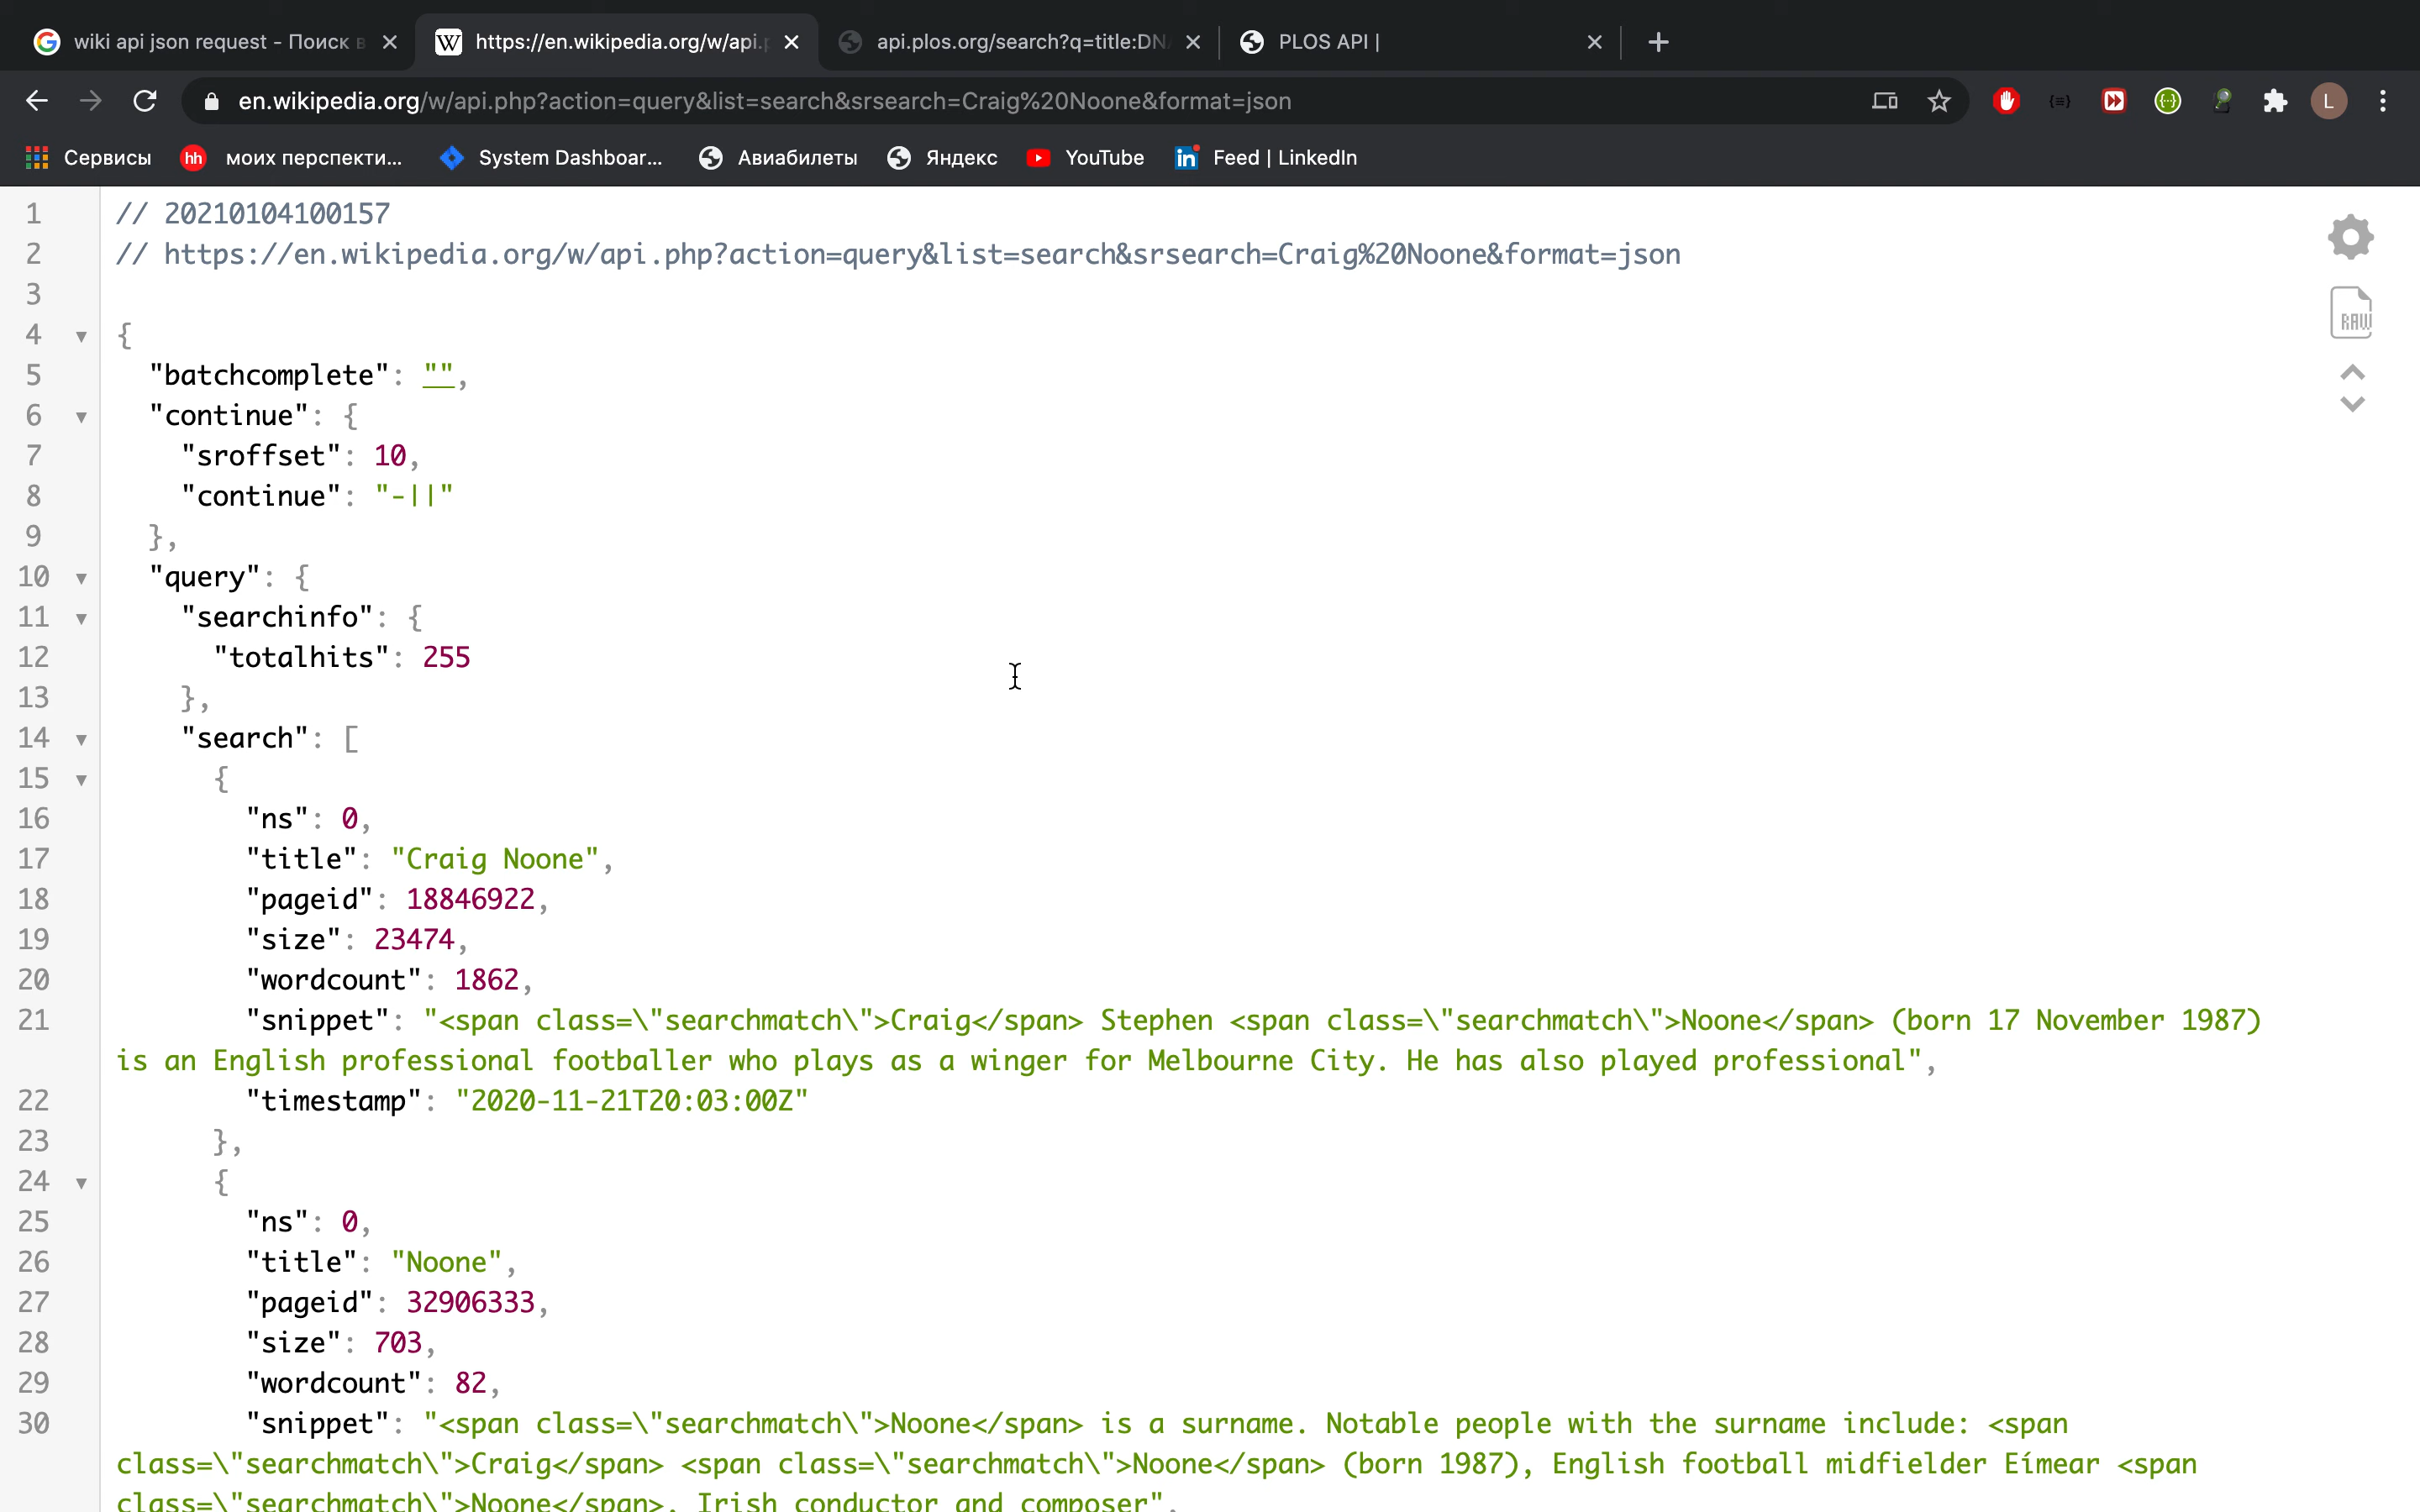 wiki api json request - Поиск в
https://en.wikipedia.org/w/api.p
api.plos.org/search?q=title:DNA
PLOS API |
en.wikipedia.org/w/api.php?action=query&list=search&srsearch=Craig%20Noone&format=json
L
Сервисы
hh моих перспекти...
System Dashboar...
Авиабилеты
Яндекс
YouTube
in Feed | LinkedIn
1 // 20210104100157
2 // https://en.wikipedia.org/w/api.php?action=query&list=search&srsearch=Craig%20Noone&format=json
3
4 {
5 "batchcomplete": "",
6 "continue": {
7 "sroffset": 10,
8 "continue": "-||"
9 },
10 "query": {
11 "searchinfo": {
12 "totalhits": 255
13 },
14 "search": [
15 {
16 "ns": 0,
17 "title": "Craig Noone",
18 "pageid": 18846922,
19 "size": 23474,
20 "wordcount": 1862,
21 "snippet": "<span class=\"searchmatch\">Craig</span> Stephen <span class=\"searchmatch\">Noone</span> (born 17 November 1987)
is an English professional footballer who plays as a winger for Melbourne City. He has also played professional",
22 "timestamp": "2020-11-21T20:03:00Z"
23 },
24 {
25 "ns": 0,
26 "title": "Noone",
27 "pageid": 32906333,
28 "size": 703,
29 "wordcount": 82,
30 "snippet": "<span class=\"searchmatch\">Noone</span> is a surname. Notable people with the surname include: <span
class=\"searchmatch\">Craig</span> <span class=\"searchmatch\">Noone</span> (born 1987), English football midfielder Eímear <span
class=\"searchmatch\">Noone</span>, Irish conductor and composer",
RAW